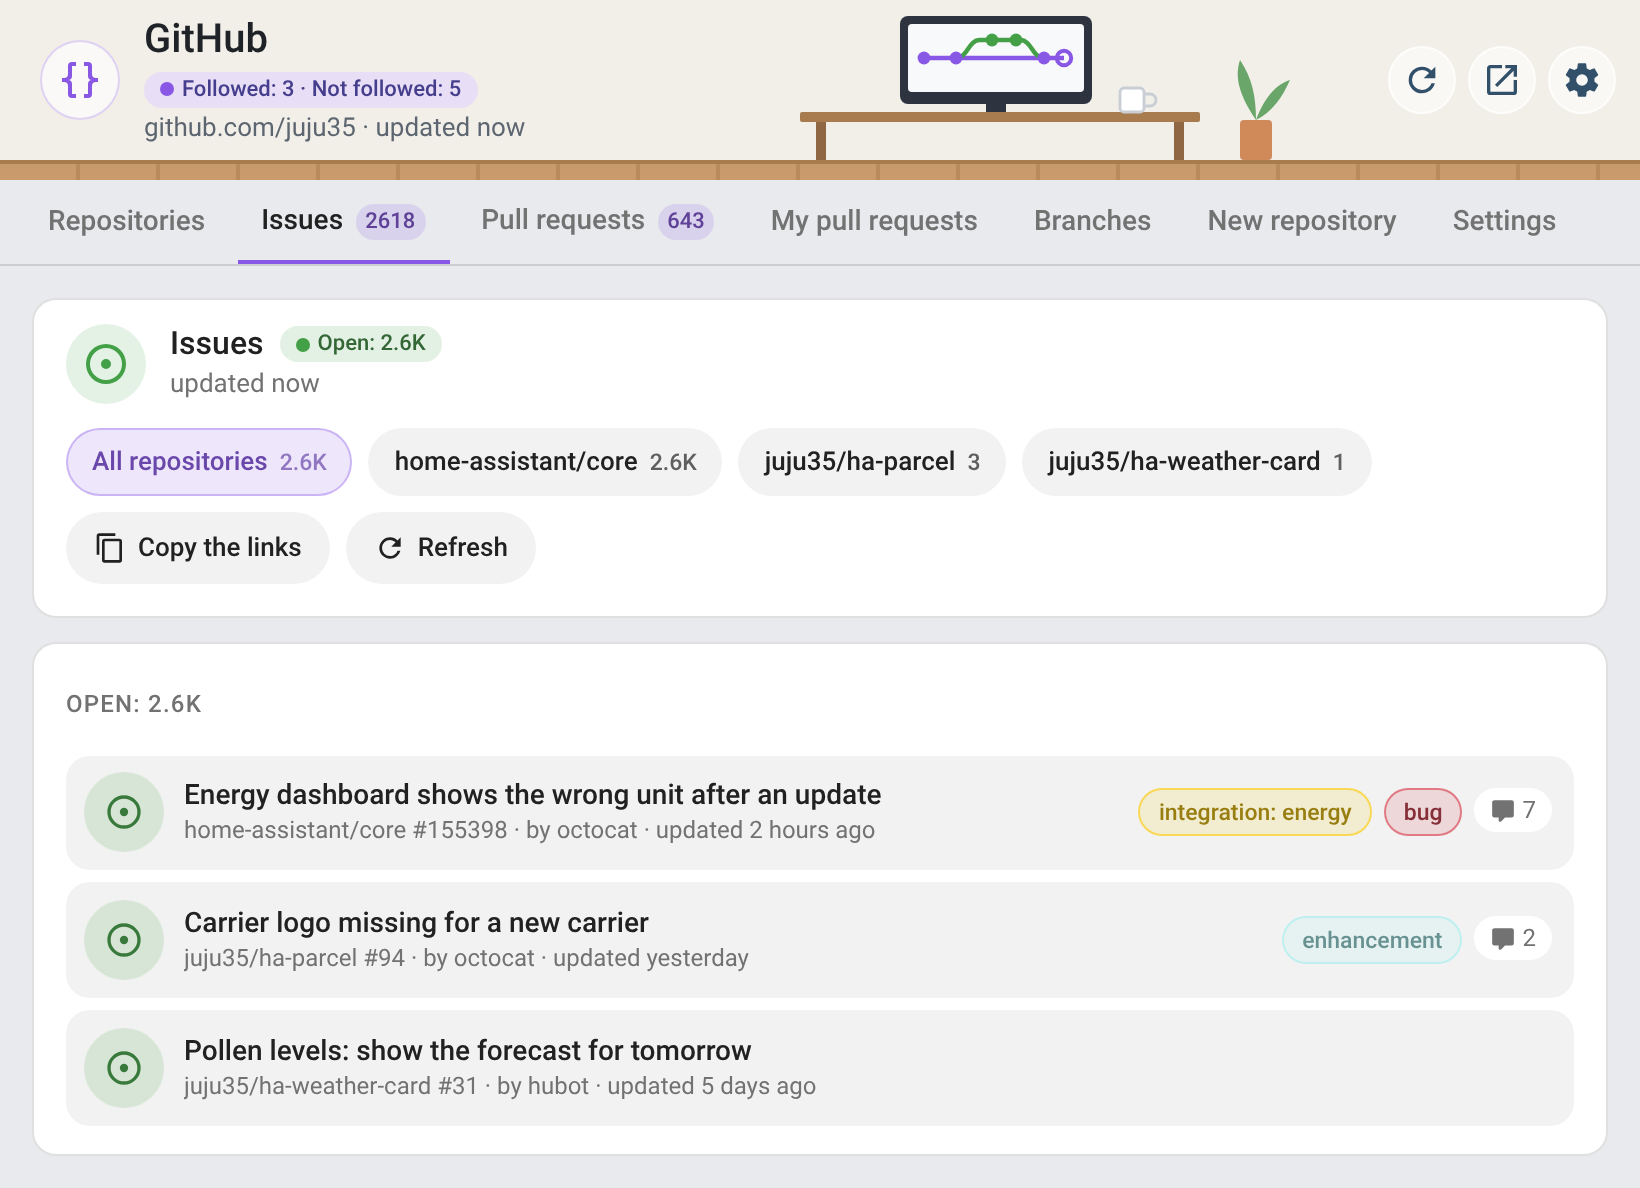 GitHub
Followed: 3 · Not followed: 5
github.com/juju35 · updated now
Repositories
Issues 2618
Pull requests 643
My pull requests
Branches
New repository
Settings
Issues
Open: 2.6K
updated now
All repositories 2.6K
home-assistant/core 2.6K
juju35/ha-parcel 3
juju35/ha-weather-card 1
Copy the links
Refresh
OPEN: 2.6K
Energy dashboard shows the wrong unit after an update
home-assistant/core #155398 · by octocat · updated 2 hours ago
integration: energy
bug
7
Carrier logo missing for a new carrier
juju35/ha-parcel #94 · by octocat · updated yesterday
enhancement
2
Pollen levels: show the forecast for tomorrow
juju35/ha-weather-card #31 · by hubot · updated 5 days ago